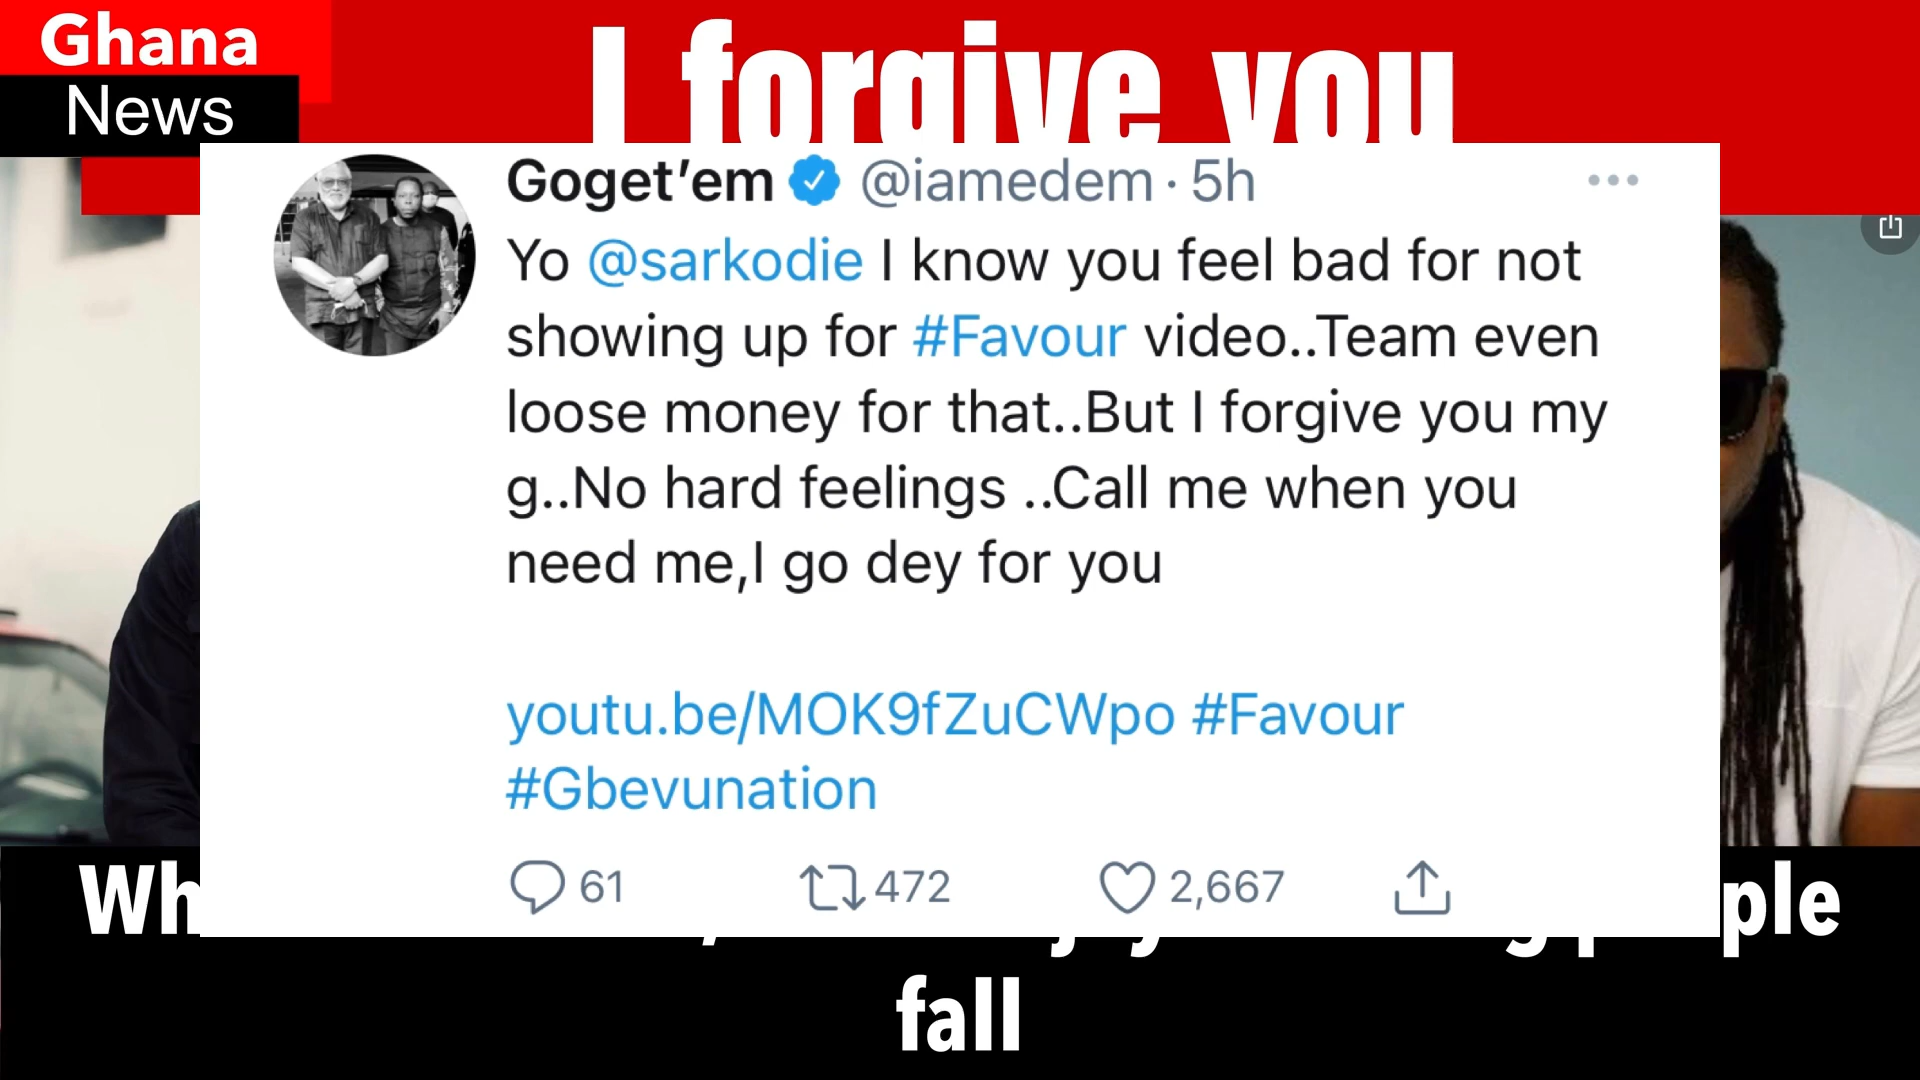 Ghana
News
I forgive you
Goget’em @iamedem · 5h
Yo @sarkodie I know you feel bad for not
showing up for #Favour video..Team even
loose money for that..But I forgive you my
g..No hard feelings ..Call me when you
need me,I go dey for you
youtu.be/MOK9fZuCWpo #Favour
#Gbevunation
61 472 2,667
fall